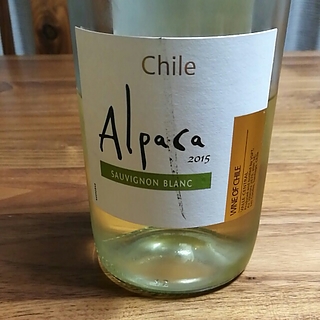 Chile
Alpaca
2015
SAUVIGNON BLANC
WINE OF CHILE